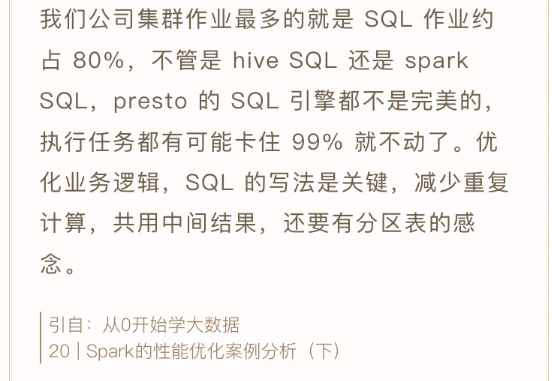 我们公司集群作业最多的就是 SQL 作业约
占 80%，不管是 hive SQL 还是 spark
SQL，presto 的 SQL 引擎都不是完美的，
执行任务都有可能卡住 99% 就不动了。优
化业务逻辑，SQL 的写法是关键，减少重复
计算，共用中间结果，还要有分区表的感
念。
引自：从0开始学大数据
20 | Spark的性能优化案例分析（下）